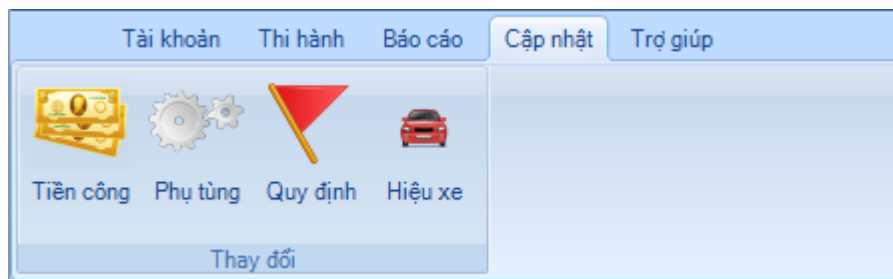 Tài khoản Thi hành Báo cáo Cập nhật Trợ giúp
Tiền công Phụ tùng Quy định Hiệu xe
Thay đổi